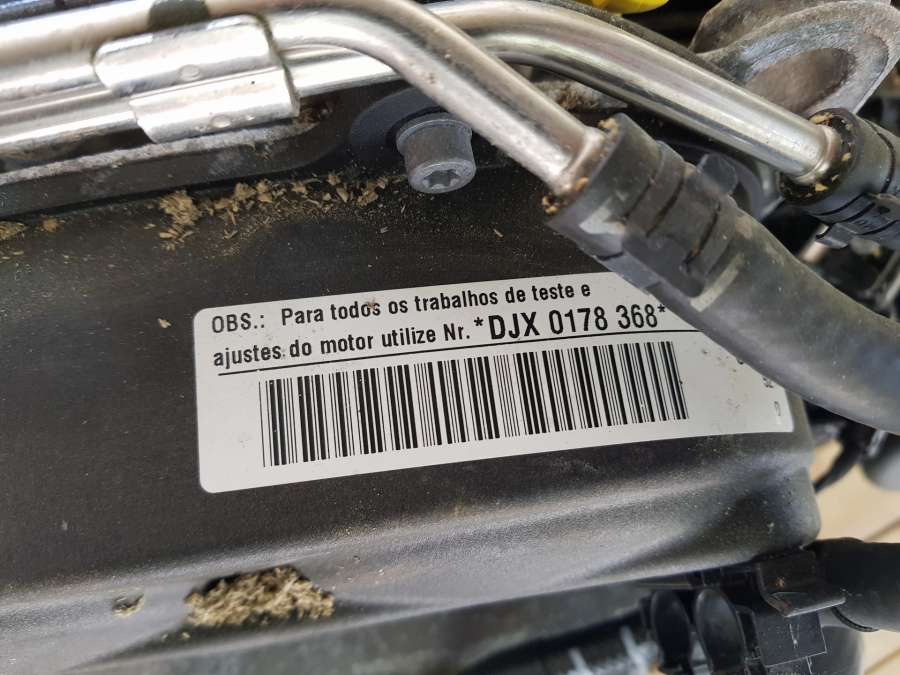 OBS.: Para todos os trabalhos de teste e
ajustes do motor utilize Nr. *DJX 0178 368*